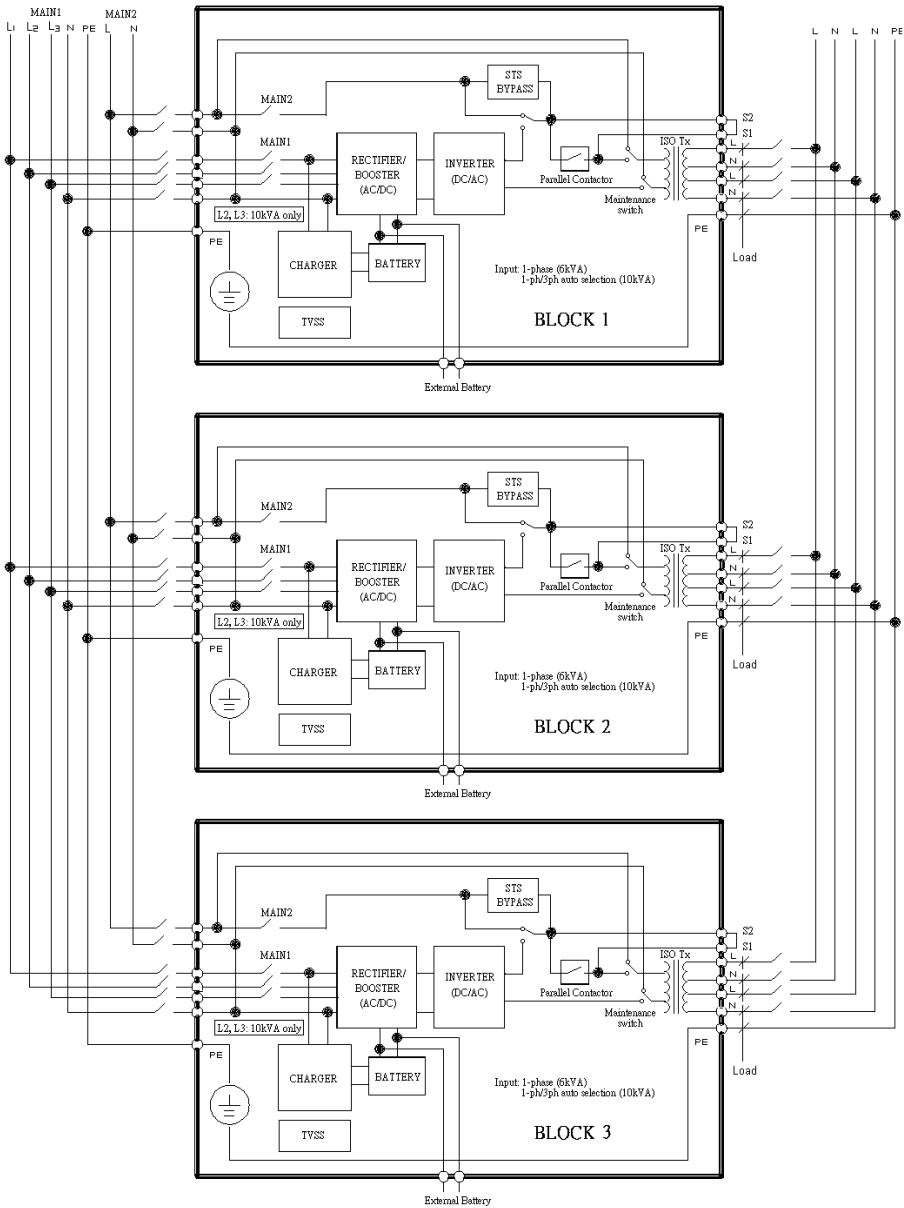 MAIN1 MAIN2
L1 L2 L3 N PE L N
L N L N PE
STS
BYPASS
MAIN2
S2
S1
MAIN1
ISO Tx
L
RECTIFIER/
BOOSTER
(AC/DC)
INVERTER
(DC/AC)
N
L
Parallel Contactor
N
Maintenance
switch
L2, L3: 10kVA only
PE
PE
CHARGER
BATTERY
Load
Input: 1-phase (6kVA)
1-ph/3ph auto selection (10kVA)
TVSS
BLOCK 1
External Battery
STS
BYPASS
MAIN2
S2
S1
MAIN1
ISO Tx
L
RECTIFIER/
BOOSTER
(AC/DC)
INVERTER
(DC/AC)
N
L
Parallel Contactor
N
Maintenance
switch
L2, L3: 10kVA only
PE
PE
CHARGER
BATTERY
Load
Input: 1-phase (6kVA)
1-ph/3ph auto selection (10kVA)
TVSS
BLOCK 2
External Battery
STS
BYPASS
MAIN2
S2
S1
MAIN1
ISO Tx
L
RECTIFIER/
BOOSTER
(AC/DC)
INVERTER
(DC/AC)
N
L
Parallel Contactor
N
Maintenance
switch
L2, L3: 10kVA only
PE
PE
CHARGER
BATTERY
Load
Input: 1-phase (6kVA)
1-ph/3ph auto selection (10kVA)
TVSS
BLOCK 3
External Battery